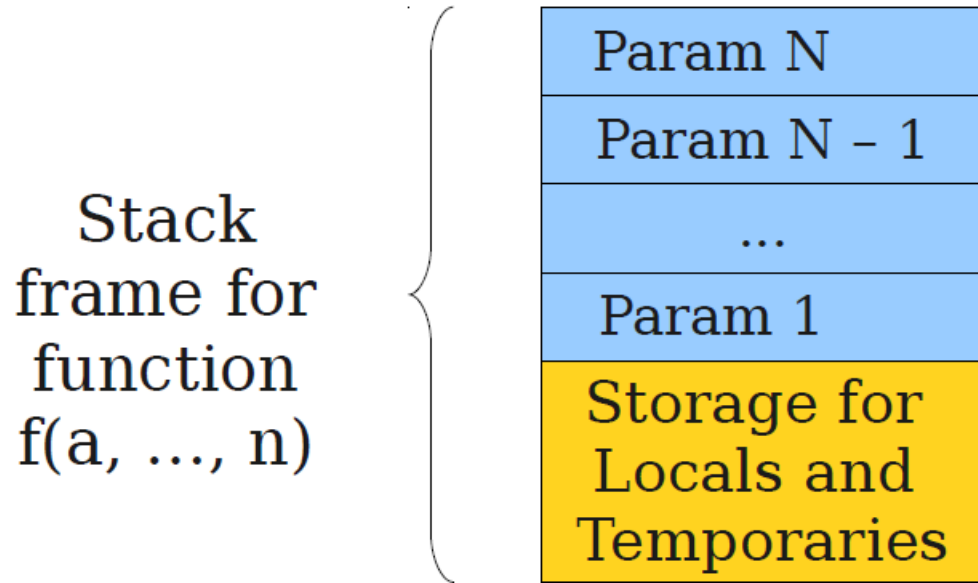 Stack
frame for
function
f(a, …, n)
Param N
Param N – 1
...
Param 1
Storage for
Locals and
Temporaries